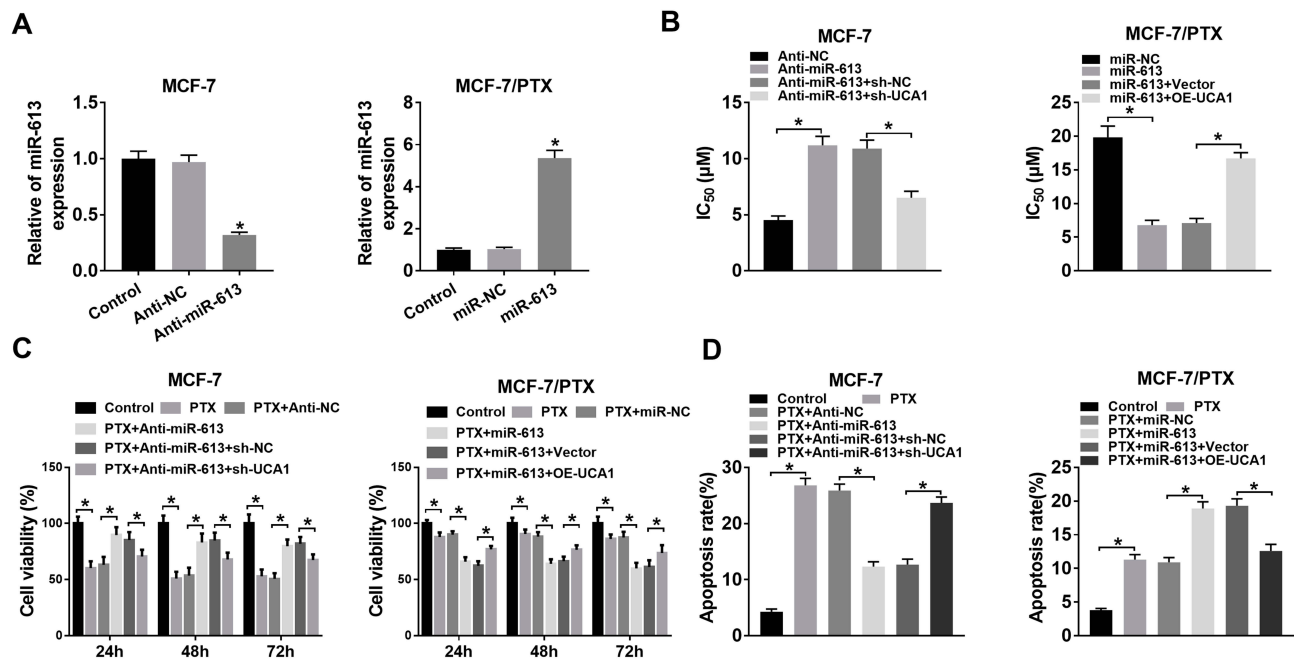 A
MCF-7
Relative of miR-613
expression
1.5
1.0
0.5
0.0
*
Control
Anti-NC
Anti-miR-613
MCF-7/PTX
Relative of miR-613
expression
8
6
4
2
0
*
Control
miR-NC
miR-613
B
MCF-7
Anti-NC
Anti-miR-613
Anti-miR-613+sh-NC
Anti-miR-613+sh-UCA1
IC50 (μM)
15
10
5
0
*
*
MCF-7/PTX
miR-NC
miR-613
miR-613+Vector
miR-613+OE-UCA1
IC50 (μM)
25
20
15
10
5
0
*
*
C
MCF-7
Control PTX PTX+Anti-NC
PTX+Anti-miR-613
PTX+Anti-miR-613+sh-NC
PTX+Anti-miR-613+sh-UCA1
Cell viability (%)
150
100
50
0
* * * * * * * * *
24h 48h 72h
MCF-7/PTX
Control PTX PTX+miR-NC
PTX+miR-613
PTX+miR-613+Vector
PTX+miR-613+OE-UCA1
Cell viability (%)
150
100
50
0
* * * * * * * * *
24h 48h 72h
D
MCF-7
Control PTX
PTX+Anti-NC
PTX+Anti-miR-613
PTX+Anti-miR-613+sh-NC
PTX+Anti-miR-613+sh-UCA1
Apoptosis rate(%)
30
20
10
0
* * *
MCF-7/PTX
Control PTX
PTX+miR-NC
PTX+miR-613
PTX+miR-613+Vector
PTX+miR-613+OE-UCA1
Apoptosis rate(%)
25
20
15
10
5
0
* * *